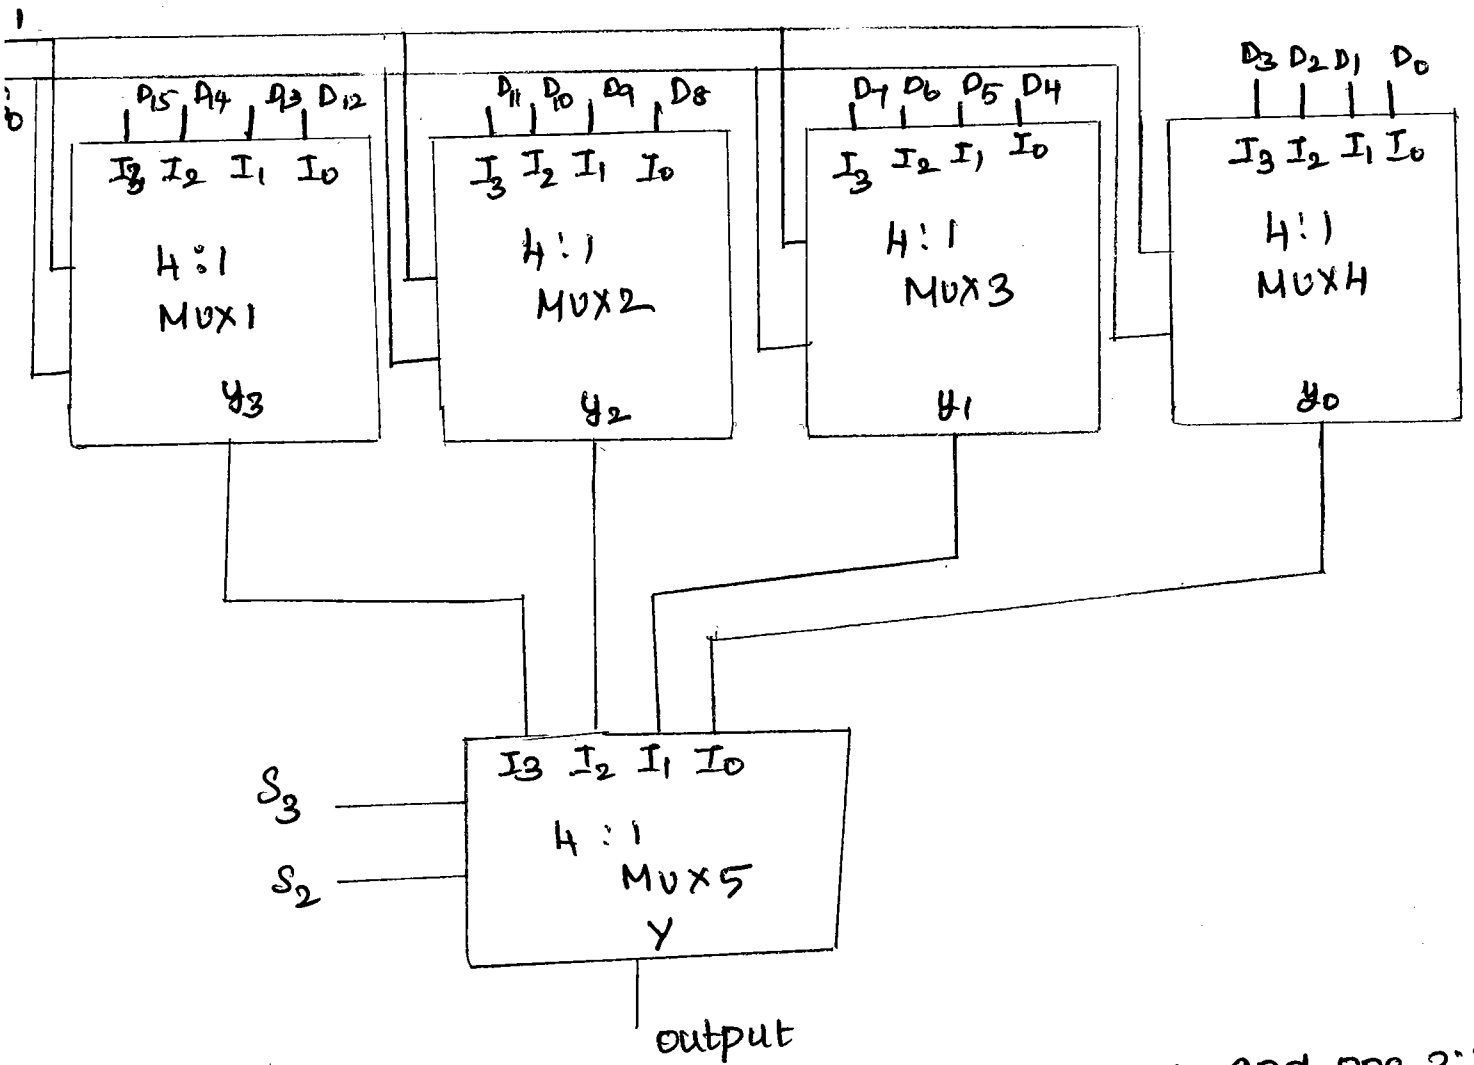 1
D15 D14 D13 D12
D11 D10 D9 D8
D7 D6 D5 D4
D3 D2 D1 D0
0
I3 I2 I1 I0
I3 I2 I1 I0
I3 I2 I1 I0
I3 I2 I1 I0
4:1
MUX1
y3
4:1
MUX2
y2
4:1
MUX3
y1
4:1
MUX4
y0
I3 I2 I1 I0
S3
4:1
S2
MUX5
Y
output
and one